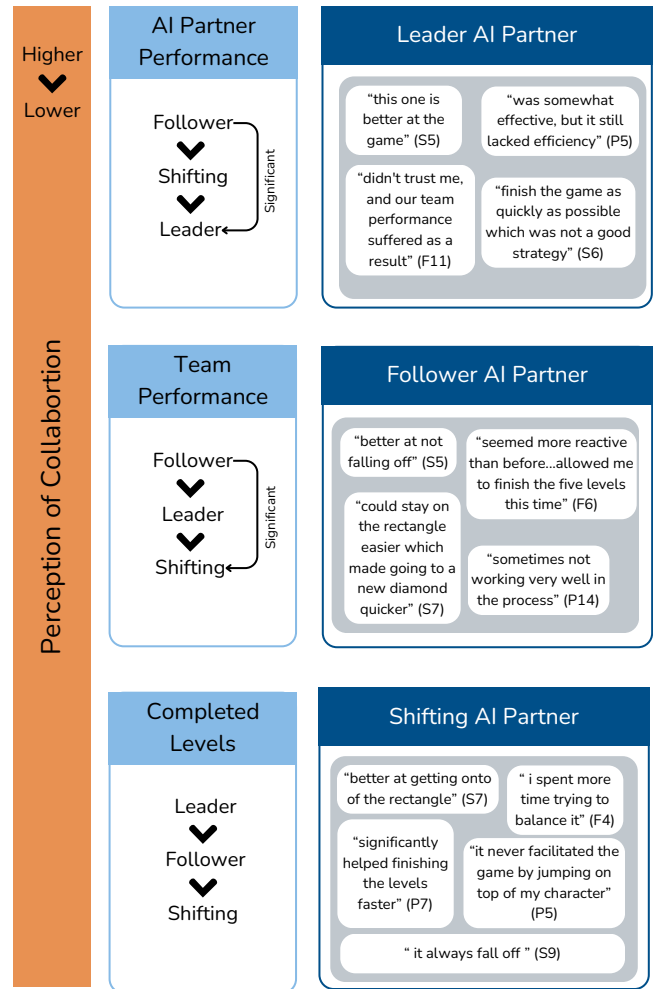 Higher
Lower
Perception of Collabortion
AI Partner
Performance
Follower
Shifting
Leader
Significant
Leader AI Partner
“this one is
better at the
game” (S5)
“was somewhat
effective, but it still
lacked efficiency” (P5)
“didn't trust me,
and our team
performance
suffered as a
result” (F11)
“finish the game as
quickly as possible
which was not a good
strategy” (S6)
Team
Performance
Follower
Leader
Shifting
Significant
Follower AI Partner
“better at not
falling off” (S5)
“seemed more reactive
than before...allowed me
to finish the five levels
this time” (F6)
“could stay on
the rectangle
easier which
made going to a
new diamond
quicker” (S7)
“sometimes not
working very well in
the process” (P14)
Completed
Levels
Leader
Follower
Shifting
Shifting AI Partner
“better at getting onto
of the rectangle” (S7)
“ i spent more
time trying to
balance it” (F4)
“significantly
helped finishing
the levels
faster” (P7)
“it never facilitated the
game by jumping on
top of my character”
(P5)
“ it always fall off ” (S9)